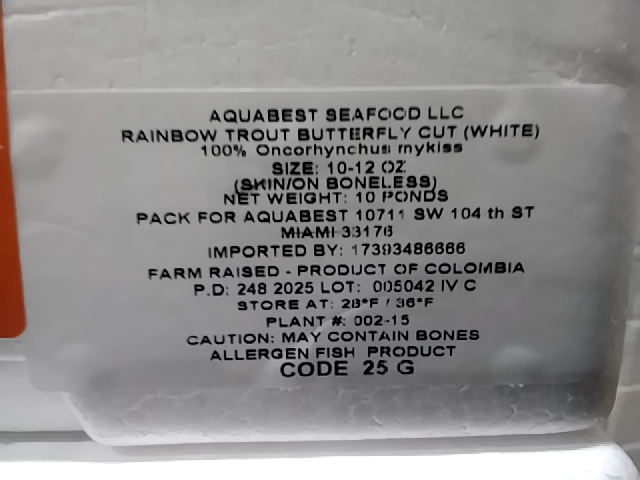 AQUABEST SEAFOOD LLC
RAINBOW TROUT BUTTERFLY CUT (WHITE)
100% Oncorhynchus mykiss
SIZE: 10-12 OZ
(SKIN/ON BONELESS)
NET WEIGHT: 10 PONDS
PACK FOR AQUABEST 10711 SW 104 th ST
MIAMI 33176
IMPORTED BY: 17393486666
FARM RAISED - PRODUCT OF COLOMBIA
P.D: 248 2025 LOT: 005042 IV C
STORE AT: 28°F / 36°F
PLANT #: 002-15
CAUTION: MAY CONTAIN BONES
ALLERGEN FISH PRODUCT
CODE 25 G